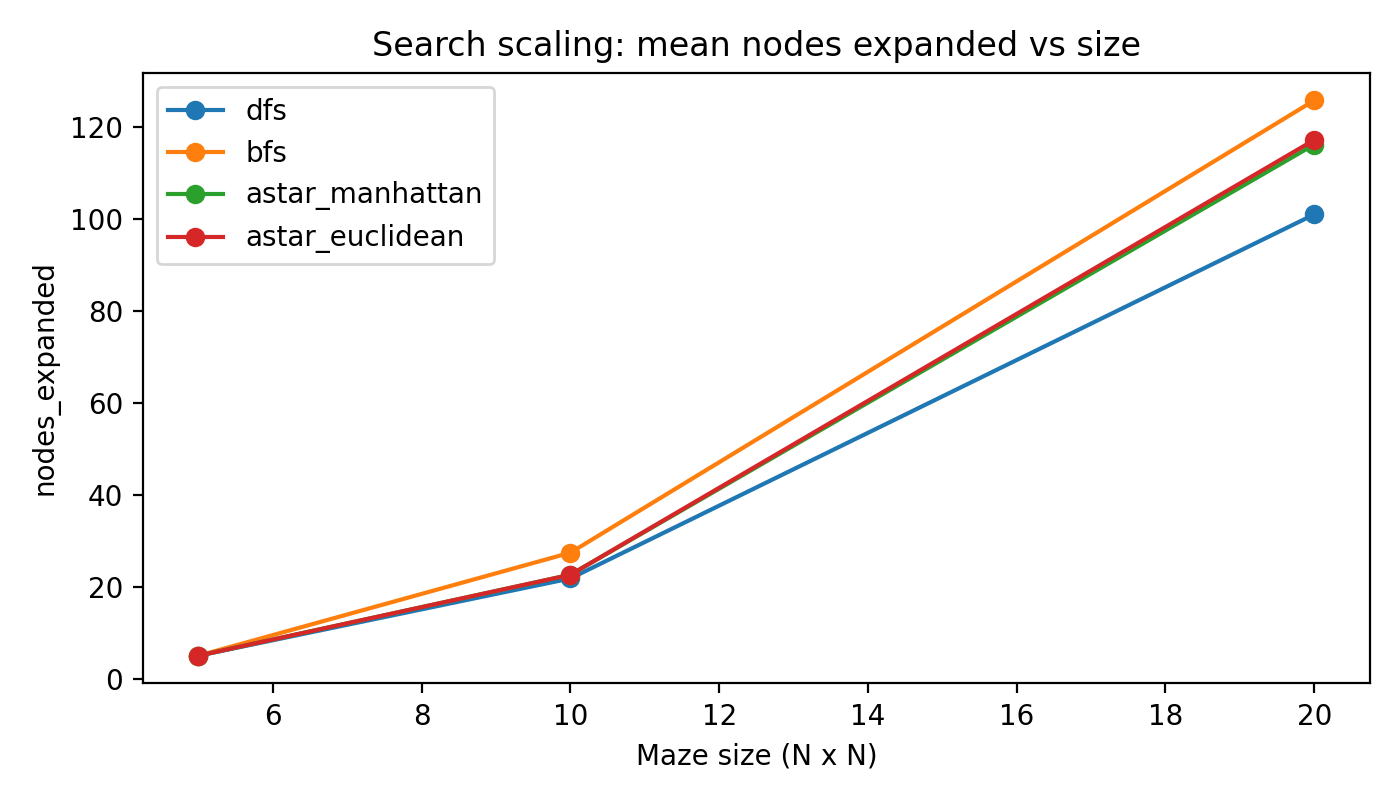 Search scaling: mean nodes expanded vs size
dfs
bfs
astar_manhattan
astar_euclidean
nodes_expanded
120
100
80
60
40
20
0
6 8 10 12 14 16 18 20
Maze size (N x N)